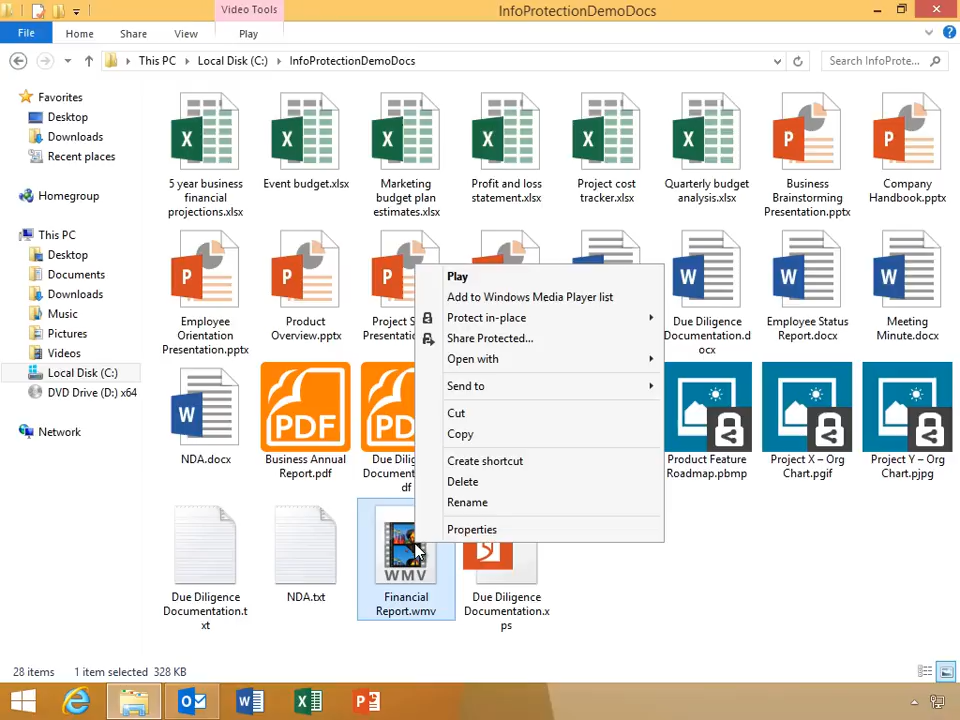 Video Tools
InfoProtectionDemoDocs
File
Home
Share
View
Play
This PC
Local Disk (C:)
InfoProtectionDemoDocs
Search InfoProte...
Favorites
Desktop
Downloads
Recent places
Homegroup
This PC
Desktop
Documents
Downloads
Music
Pictures
Videos
Local Disk (C:)
DVD Drive (D:) x64
Network
5 year business
financial
projections.xlsx
Event budget.xlsx
Marketing
budget plan
estimates.xlsx
Profit and loss
statement.xlsx
Project cost
tracker.xlsx
Quarterly budget
analysis.xlsx
Business
Brainstorming
Presentation.pptx
Company
Handbook.pptx
Employee
Orientation
Presentation.pptx
Product
Overview.pptx
Project S
Presentati
Due Diligence
Documentation.d
ocx
Employee Status
Report.docx
Meeting
Minute.docx
NDA.docx
Business Annual
Report.pdf
Due Dil
Document
df
Product Feature
Roadmap.pbmp
Project X – Org
Chart.pgif
Project Y – Org
Chart.pjpg
Due Diligence
Documentation.t
xt
NDA.txt
WMV
Financial
Report.wmv
Due Diligence
Documentation.x
ps
Play
Add to Windows Media Player list
Protect in-place
Share Protected...
Open with
Send to
Cut
Copy
Create shortcut
Delete
Rename
Properties
28 items
1 item selected 328 KB